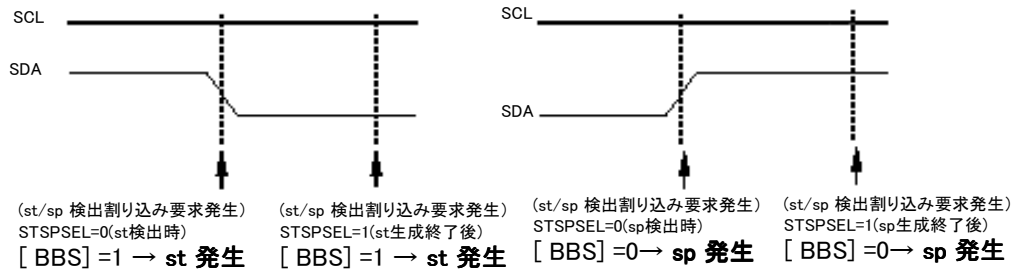 SCL
SDA
(st/sp 検出割り込み要求発生)
STSPSEL=0(st検出時)
[ BBS] =1 → st 発生
(st/sp 検出割り込み要求発生)
STSPSEL=1(st生成終了後)
[ BBS] =1 → st 発生
SCL
SDA
(st/sp 検出割り込み要求発生)
STSPSEL=0(sp検出時)
[ BBS] =0→ sp 発生
(st/sp 検出割り込み要求発生)
STSPSEL=1(sp生成終了後)
[ BBS] =0→ sp 発生